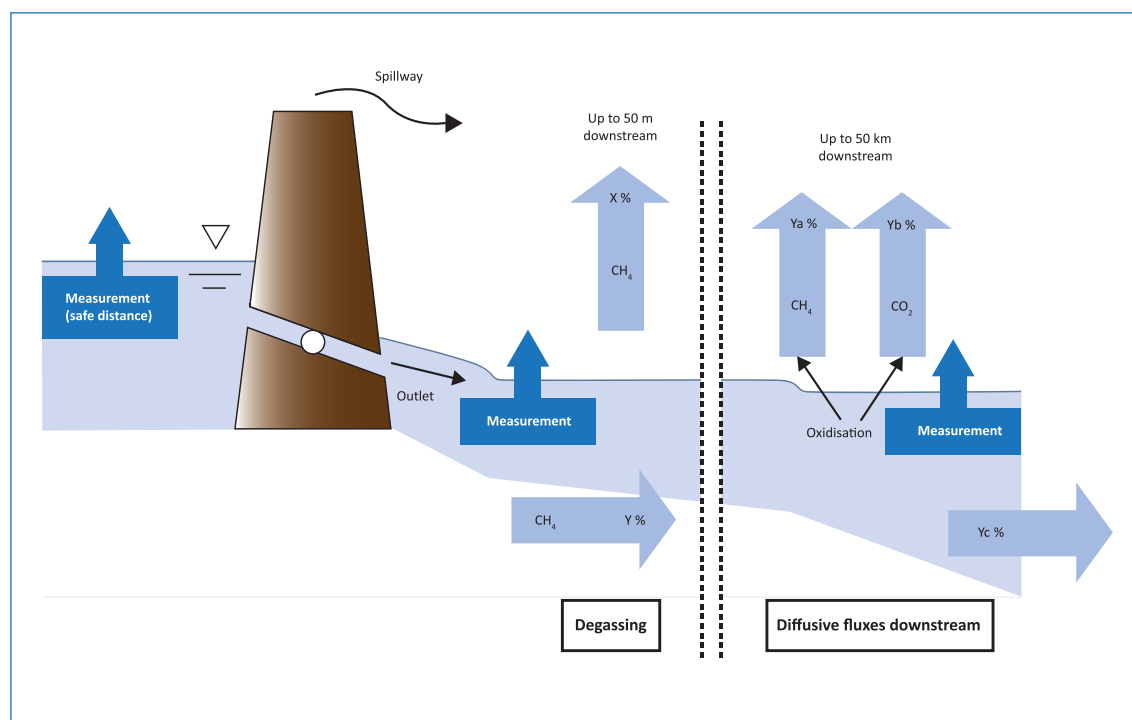 Spillway
Up to 50 m
downstream
Up to 50 km
downstream
X %
CH₄
Ya %
CH₄
Yb %
CO₂
Measurement
(safe distance)
Outlet
Measurement
Oxidisation
Measurement
CH₄ Y %
Yc %
Degassing
Diffusive fluxes downstream